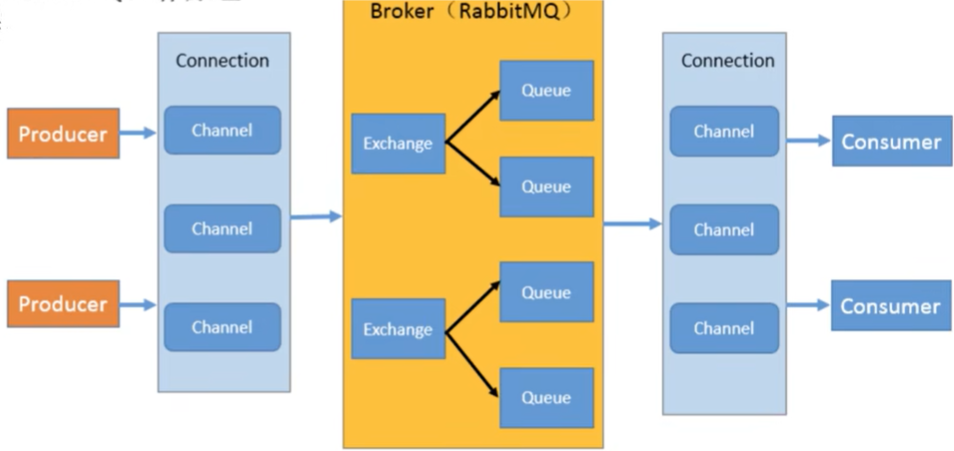 Broker（RabbitMQ）
Connection
Connection
Queue
Channel
Channel
Producer
Exchange
Consumer
Queue
Channel
Channel
Queue
Producer
Exchange
Consumer
Channel
Channel
Queue